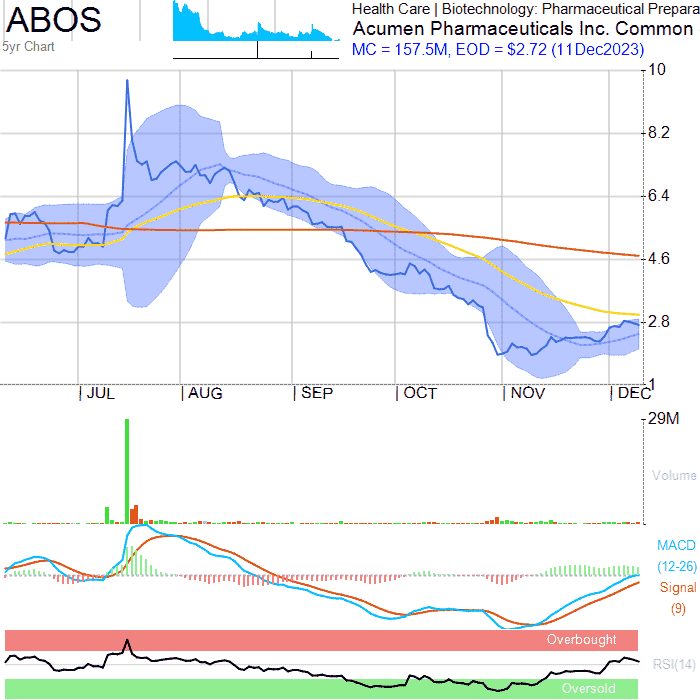 ABOS
5yr Chart
Health Care | Biotechnology: Pharmaceutical Prepara
Acumen Pharmaceuticals Inc. Common
MC = 157.5M, EOD = $2.72 (11Dec2023)
10
8.2
6.4
4.6
2.8
1
JUL AUG SEP OCT NOV DEC
29M
Volume
MACD
(12-26)
Signal
(9)
Overbought
RSI(14)
Oversold